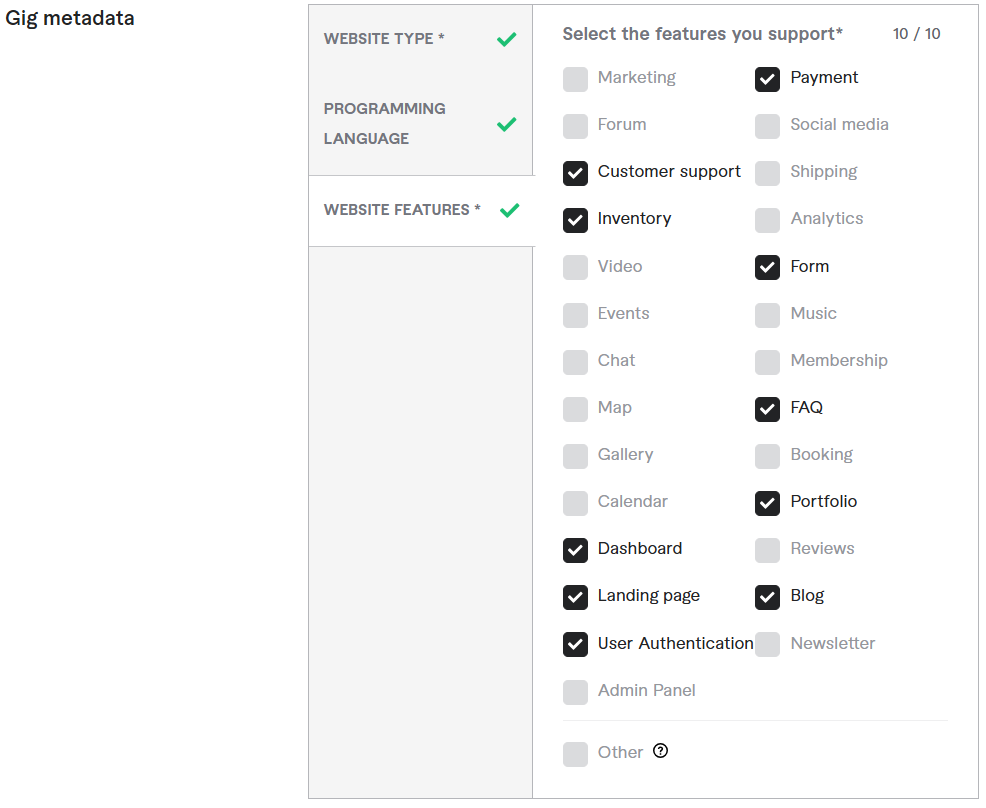 Gig metadata
WEBSITE TYPE *
PROGRAMMING
LANGUAGE
WEBSITE FEATURES *
Select the features you support* 10 / 10
Marketing Payment
Forum Social media
Customer support Shipping
Inventory Analytics
Video Form
Events Music
Chat Membership
Map FAQ
Gallery Booking
Calendar Portfolio
Dashboard Reviews
Landing page Blog
User Authentication Newsletter
Admin Panel
Other ?